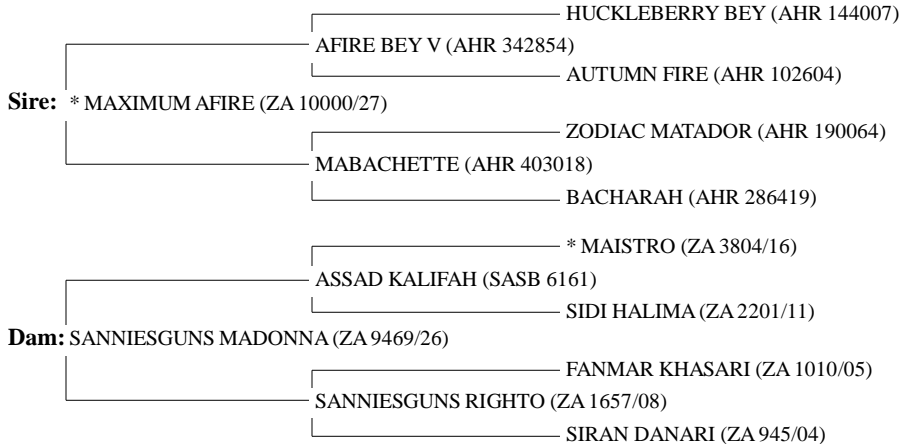 HUCKLEBERRY BEY (AHR 144007)
AFIRE BEY V (AHR 342854)
AUTUMN FIRE (AHR 102604)
Sire: * MAXIMUM AFIRE (ZA 10000/27)
ZODIAC MATADOR (AHR 190064)
MABACHETTE (AHR 403018)
BACHARAH (AHR 286419)
* MAISTRO (ZA 3804/16)
ASSAD KALIFAH (SASB 6161)
SIDI HALIMA (ZA 2201/11)
Dam: SANNIESGUNS MADONNA (ZA 9469/26)
FANMAR KHASARI (ZA 1010/05)
SANNIESGUNS RIGHTO (ZA 1657/08)
SIRAN DANARI (ZA 945/04)